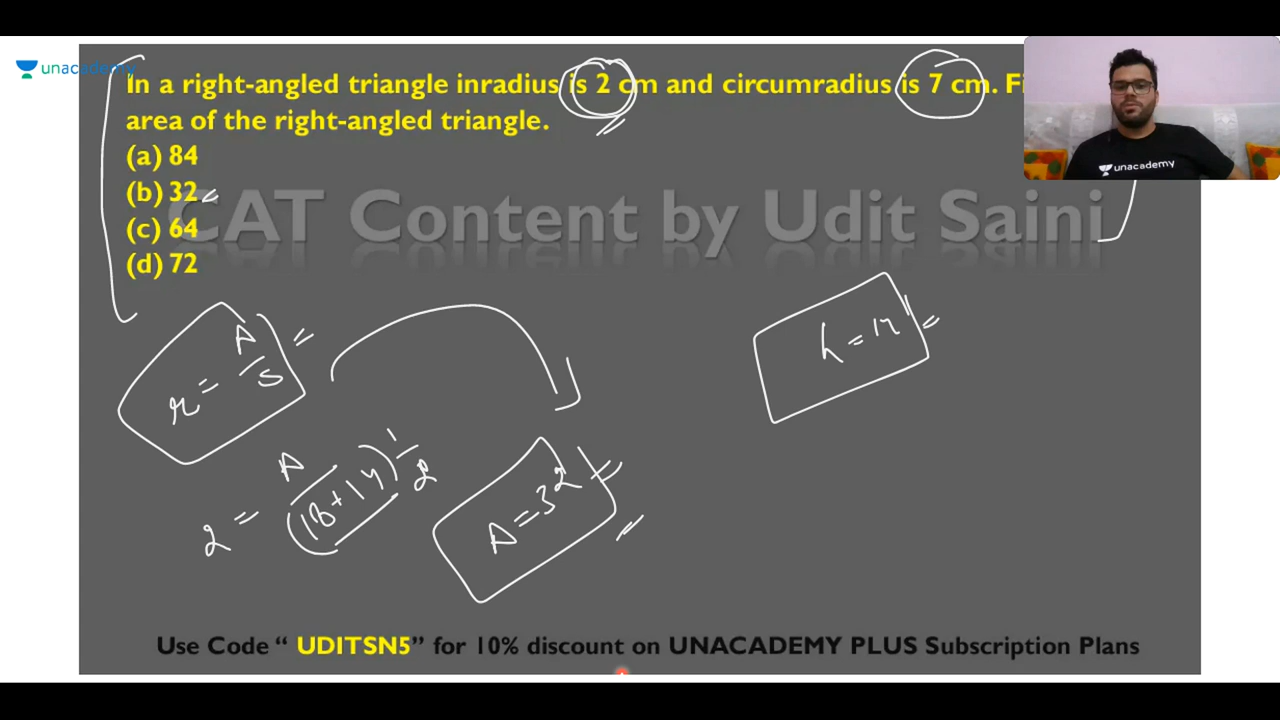 unacademy
In a right-angled triangle inradius is 2 cm and circumradius is 7 cm. Fi
area of the right-angled triangle.
(a) 84
(b) 32
(c) 64
(d) 72
CAT Content by Udit Saini
unacademy
r = A/s =
h = 14 =
2 = A/(18+14) 1/2
A = 32
Use Code “ UDITSN5” for 10% discount on UNACADEMY PLUS Subscription Plans